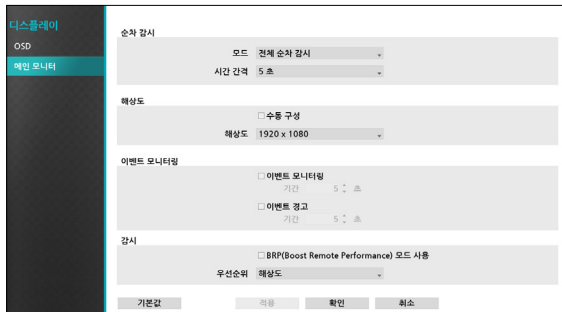 디스플레이
OSD
메인 모니터
순차 감시
모드 전체 순차 감시
시간 간격 5 초
해상도
수동 구성
해상도 1920 x 1080
이벤트 모니터링
이벤트 모니터링
기간 5 초
이벤트 경고
기간 5 초
감시
BRP(Boost Remote Performance) 모드 사용
우선순위 해상도
기본값 적용 확인 취소